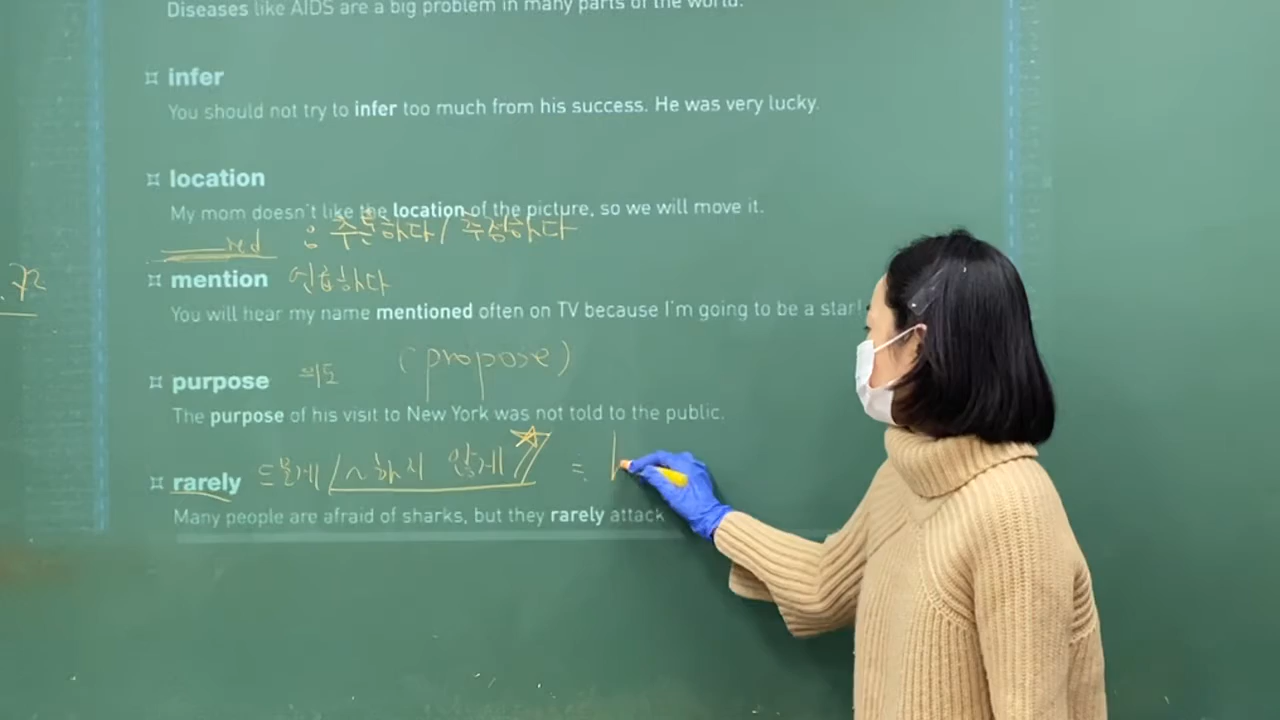 Diseases like AIDS are a big problem in many parts of the world.
infer
You should not try to infer too much from his success. He was very lucky.
location
My mom doesn't like the location of the picture, so we will move it.
red : 추론하다 / 추정하다
mention 언급하다
You will hear my name mentioned often on TV because I'm going to be a star!
purpose 의도 (propose)
The purpose of his visit to New York was not told to the public.
rarely 드물게 / ~하지 않게 ☆ = h
Many people are afraid of sharks, but they rarely attack